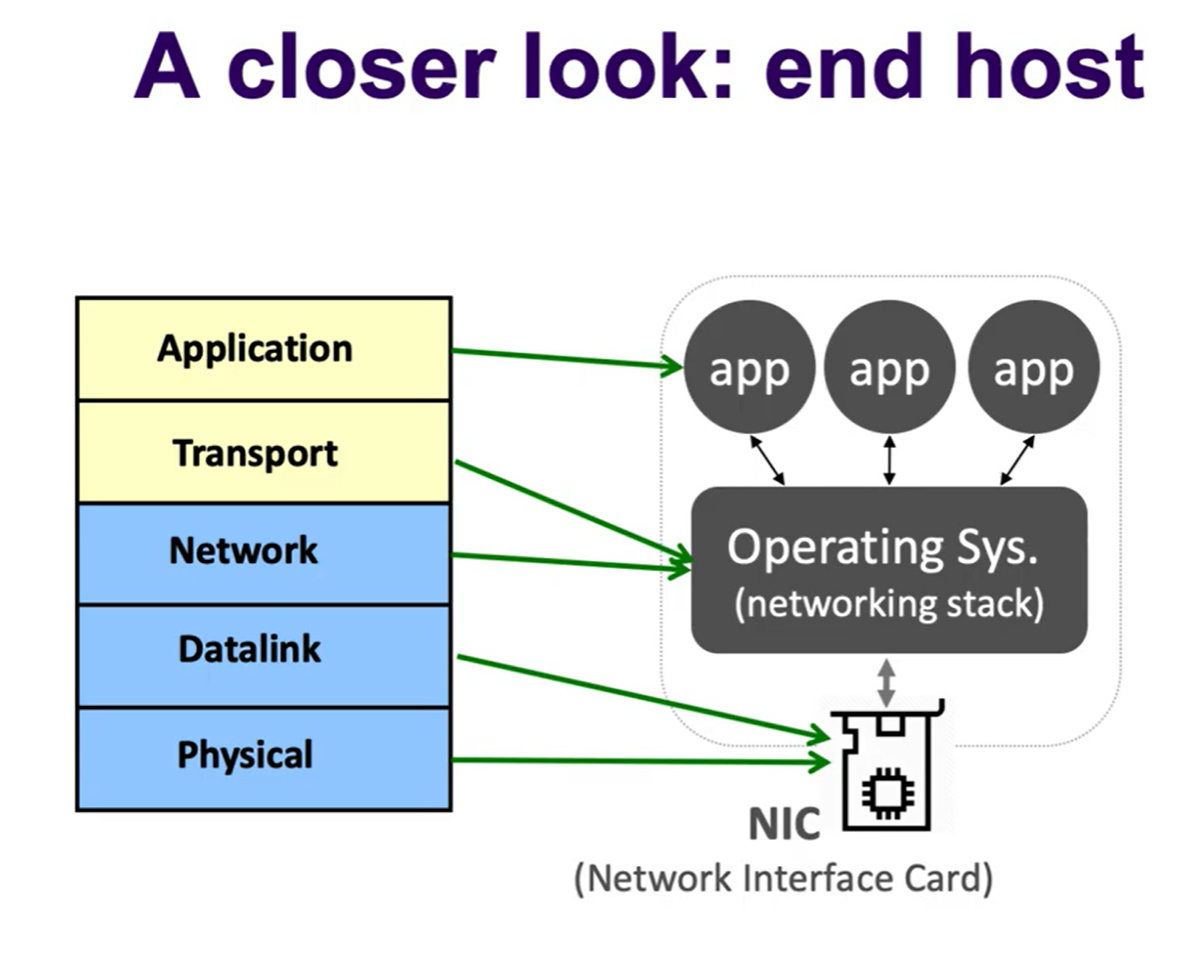 A closer look: end host
Application
Transport
Network
Datalink
Physical
app
app
app
Operating Sys.
(networking stack)
NIC
(Network Interface Card)